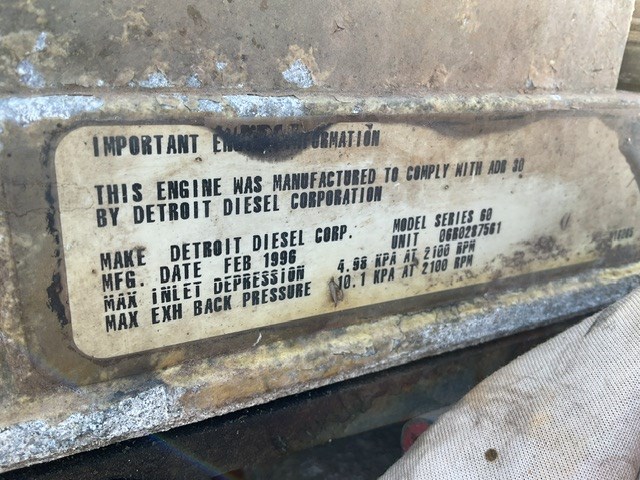 IMPORTANT ENGINE INFORMATION
THIS ENGINE WAS MANUFACTURED TO COMPLY WITH ADR 30
BY DETROIT DIESEL CORPORATION
MAKE DETROIT DIESEL CORP. MODEL SERIES 60
MFG. DATE FEB 1996 UNIT 06R0287561
MAX INLET DEPRESSION 4.98 KPA AT 2100 RPM
MAX EXH BACK PRESSURE 10.1 KPA AT 2100 RPM